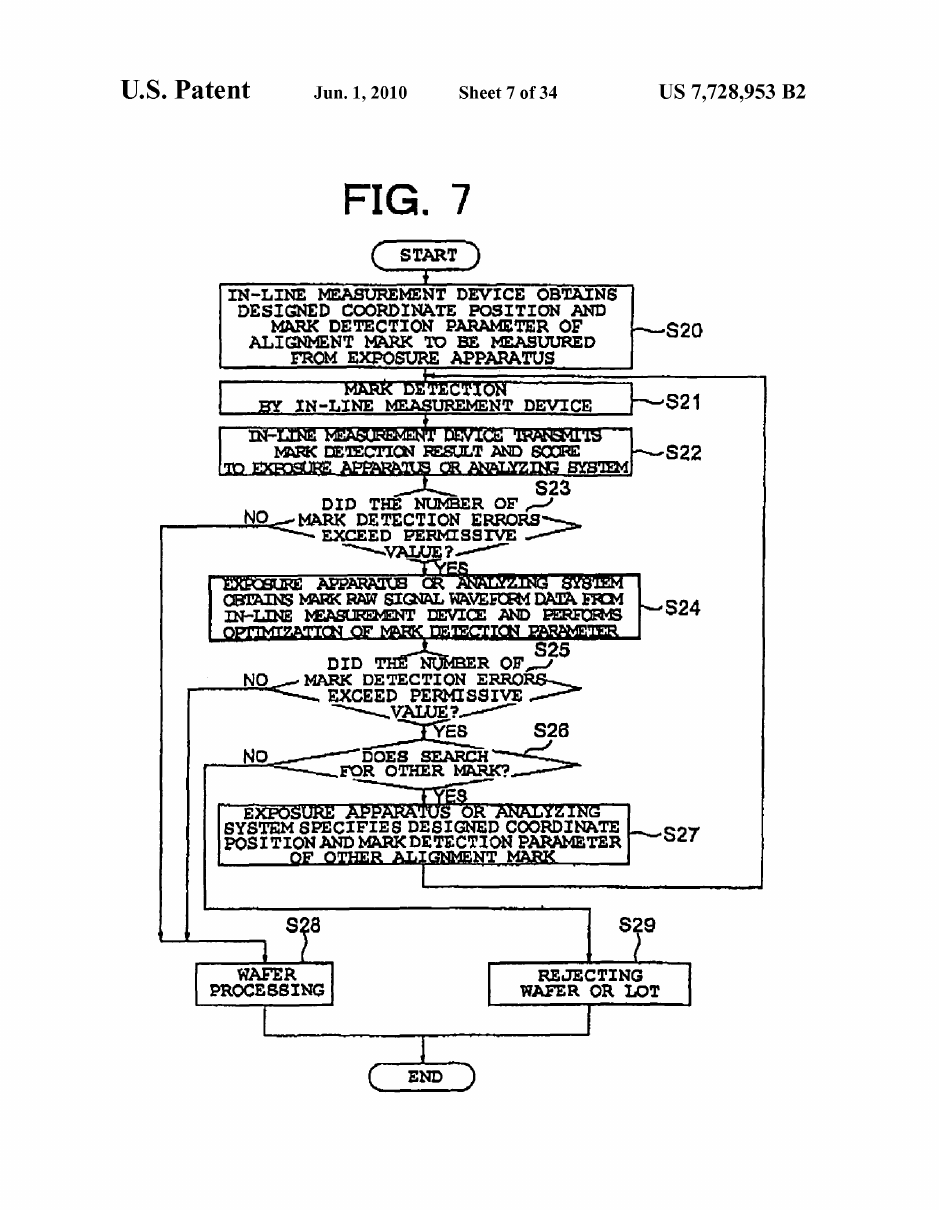 U.S. Patent Jun. 1, 2010 Sheet 7 of 34 US 7,728,953 B2
FIG. 7
START
IN-LINE MEASUREMENT DEVICE OBTAINS
DESIGNED COORDINATE POSITION AND
MARK DETECTION PARAMETER OF
ALIGNMENT MARK TO BE MEASUURED
FROM EXPOSURE APPARATUS
S20
MARK DETECTION
BY IN-LINE MEASUREMENT DEVICE
S21
IN-LINE MEASUREMENT DEVICE TRANSMITS
MARK DETECTION RESULT AND SCORE
TO EXPOSURE APPARATUS OR ANALYZING SYSTEM
S22
S23
DID THE NUMBER OF
MARK DETECTION ERRORS
EXCEED PERMISSIVE
VALUE?
NO
YES
EXPOSURE APPARATUS OR ANALYZING SYSTEM
OBTAINS MARK RAW SIGNAL WAVEFORM DATA FROM
IN-LINE MEASUREMENT DEVICE AND PERFORMS
OPTIMIZATION OF MARK DETECTION PARAMETER
S24
S25
DID THE NUMBER OF
MARK DETECTION ERRORS
EXCEED PERMISSIVE
VALUE?
NO
YES
S26
DOES SEARCH
FOR OTHER MARK?
NO
YES
EXPOSURE APPARATUS OR ANALYZING
SYSTEM SPECIFIES DESIGNED COORDINATE
POSITION AND MARK DETECTION PARAMETER
OF OTHER ALIGNMENT MARK
S27
S28
WAFER
PROCESSING
S29
REJECTING
WAFER OR LOT
END